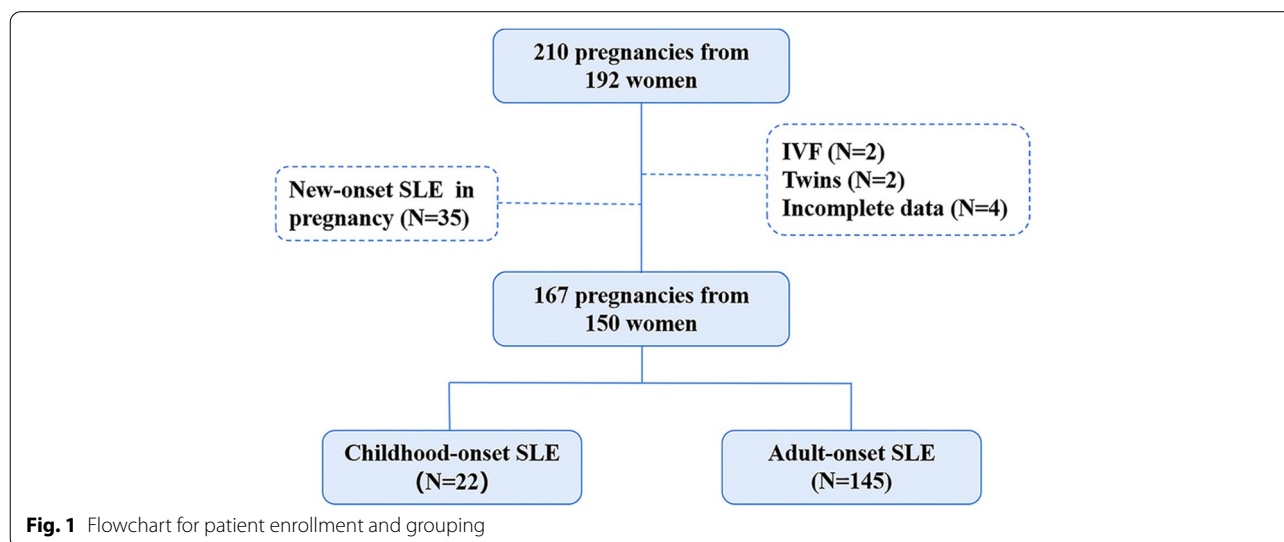 210 pregnancies from
192 women
IVF (N=2)
Twins (N=2)
Incomplete data (N=4)
New-onset SLE in
pregnancy (N=35)
167 pregnancies from
150 women
Childhood-onset SLE
(N=22)
Adult-onset SLE
(N=145)
Fig. 1 Flowchart for patient enrollment and grouping